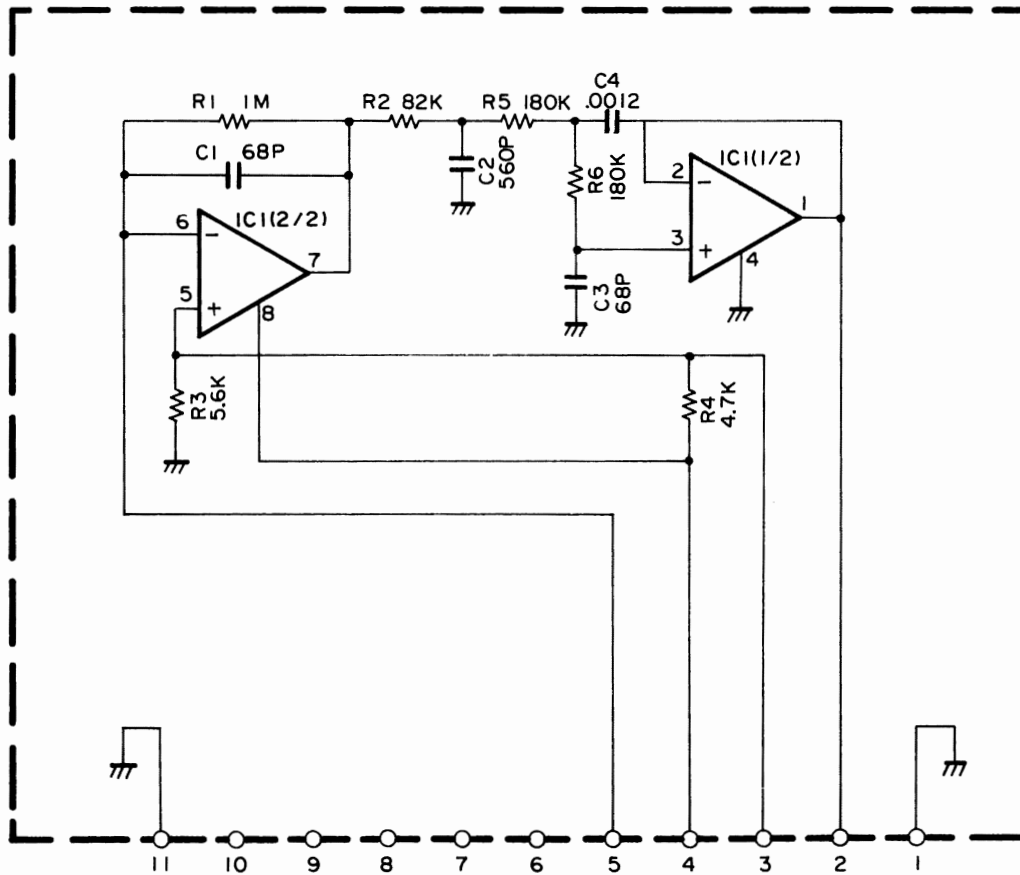 C4
R1 1M R2 82K R5 180K .0012
C1 68P
C2 560P
R6 180K
IC1(1/2)
2 − 1
3 + 4
IC1(2/2)
6 − 7
5 + 8
C3 68P
R3 5.6K
R4 4.7K
11 10 9 8 7 6 5 4 3 2 1